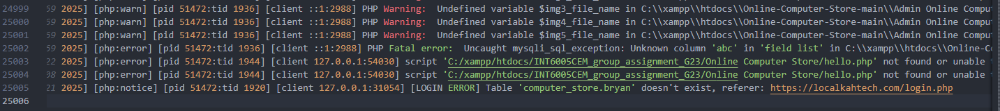 24999 59 2025] [php:warn] [pid 51472:tid 1936] [client ::1:2988] PHP Warning:  Undefined variable $img3_file_name in C:\\xampp\\htdocs\\Online-Computer-Store-main\\Admin Online Compu
25000 59 2025] [php:warn] [pid 51472:tid 1936] [client ::1:2988] PHP Warning:  Undefined variable $img4_file_name in C:\\xampp\\htdocs\\Online-Computer-Store-main\\Admin Online Compu
25001 59 2025] [php:warn] [pid 51472:tid 1936] [client ::1:2988] PHP Warning:  Undefined variable $img5_file_name in C:\\xampp\\htdocs\\Online-Computer-Store-main\\Admin Online Compu
25002 59 2025] [php:error] [pid 51472:tid 1936] [client ::1:2988] PHP Fatal error:  Uncaught mysqli_sql_exception: Unknown column 'abc' in 'field list' in C:\\xampp\\htdocs\\Online-Co
25003 22 2025] [php:error] [pid 51472:tid 1944] [client 127.0.0.1:54030] script 'C:/xampp/htdocs/INT6005CEM_group_assignment_G23/Online Computer Store/hello.php' not found or unable
25004 98 2025] [php:error] [pid 51472:tid 1944] [client 127.0.0.1:54030] script 'C:/xampp/htdocs/INT6005CEM_group_assignment_G23/Online Computer Store/hello.php' not found or unable
25005 21 2025] [php:notice] [pid 51472:tid 1920] [client 127.0.0.1:31054] [LOGIN ERROR] Table 'computer_store.bryan' doesn't exist, referer: https://localkahtech.com/login.php
25006